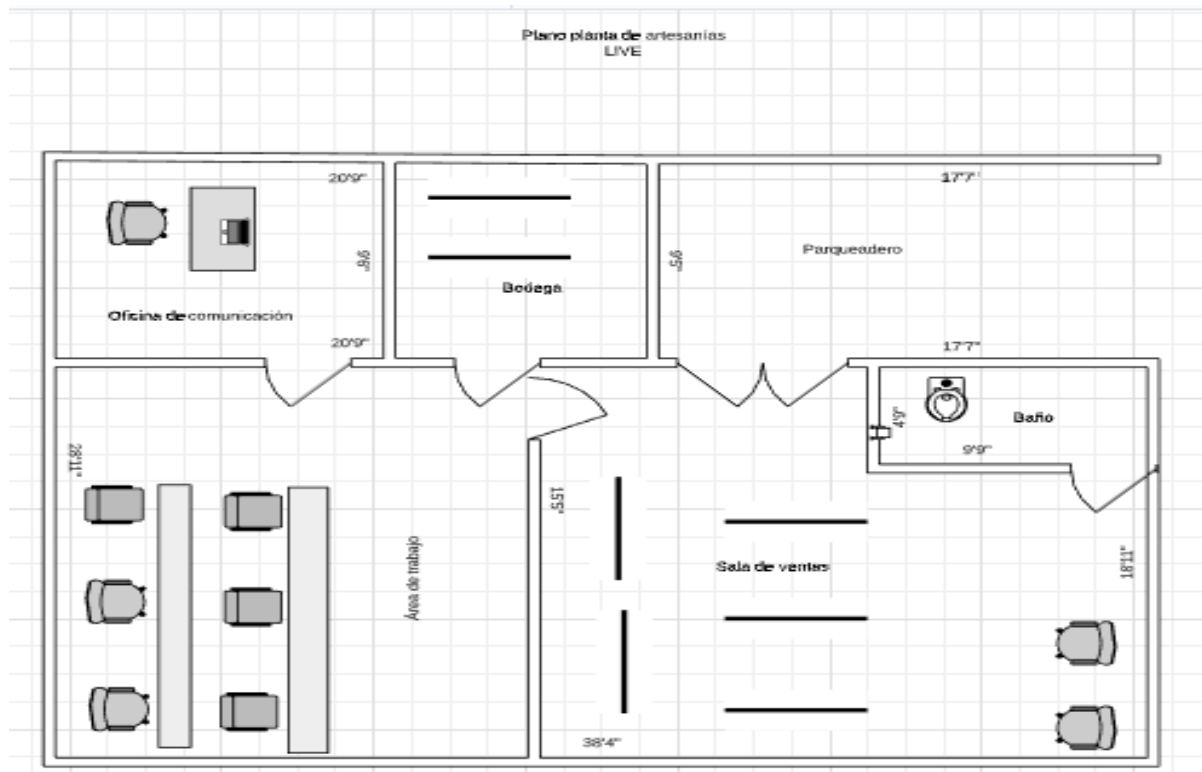 Plano planta de artesanías
LIVE
20'9"
17'7"
9'6"
9'5"
Parqueadero
Bodega
Oficina de comunicación
20'9"
17'7"
Baño
4'9"
9'9"
28'11"
15'5"
Área de trabajo
Sala de ventas
18'11"
38'4"